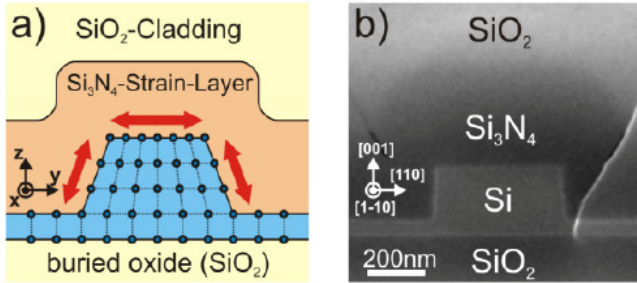 a)
SiO₂-Cladding
Si₃N₄-Strain-Layer
z
y
x
buried oxide (SiO₂)
b)
SiO₂
Si₃N₄
[001]
[110]
[1-10]
Si
200nm
SiO₂